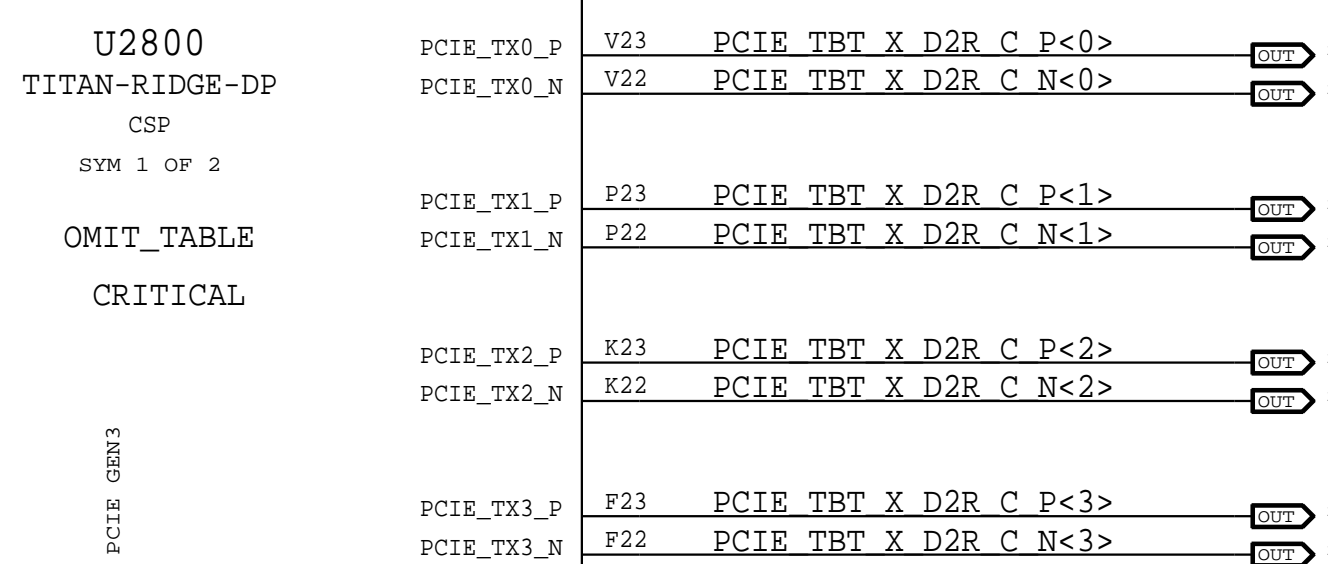 U2800
TITAN-RIDGE-DP
CSP
SYM 1 OF 2
OMIT_TABLE
CRITICAL
PCIE GEN3
PCIE_TX0_P V23 PCIE_TBT_X_D2R_C_P<0> OUT
PCIE_TX0_N V22 PCIE_TBT_X_D2R_C_N<0> OUT
PCIE_TX1_P P23 PCIE_TBT_X_D2R_C_P<1> OUT
PCIE_TX1_N P22 PCIE_TBT_X_D2R_C_N<1> OUT
PCIE_TX2_P K23 PCIE_TBT_X_D2R_C_P<2> OUT
PCIE_TX2_N K22 PCIE_TBT_X_D2R_C_N<2> OUT
PCIE_TX3_P F23 PCIE_TBT_X_D2R_C_P<3> OUT
PCIE_TX3_N F22 PCIE_TBT_X_D2R_C_N<3> OUT